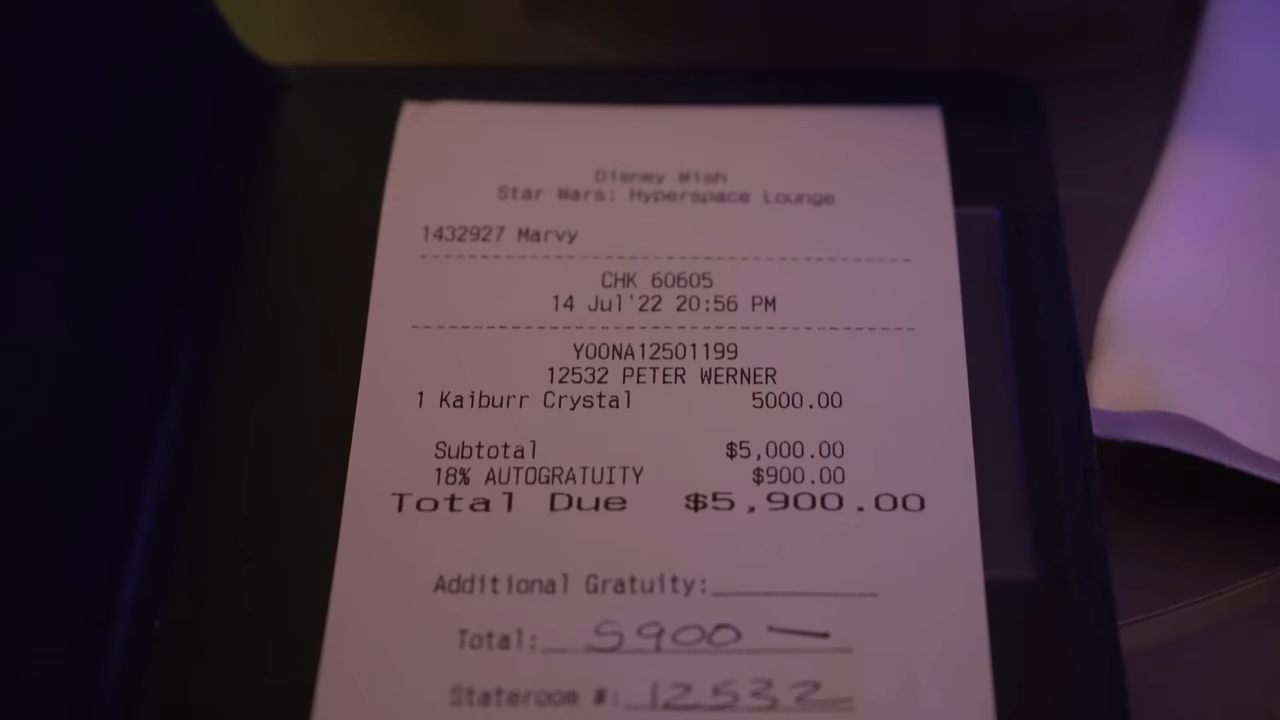 Disney Wish
Star Wars: Hyperspace Lounge
1432927 Marvy
CHK 60605
14 Jul'22 20:56 PM
YOONA12501199
12532 PETER WERNER
1 Kaiburr Crystal 5000.00
Subtotal $5,000.00
18% AUTOGRATUITY $900.00
Total Due $5,900.00
Additional Gratuity:
Total: 5900 —
Stateroom #: 12532